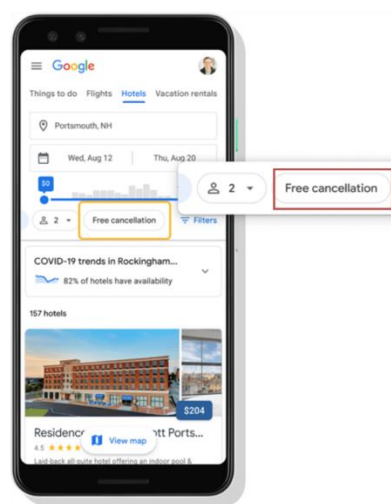 Google
Things to do Flights Hotels Vacation rentals
Portsmouth, NH
Wed, Aug 12 Thu, Aug 20
$0
2 Free cancellation
2 Free cancellation Filters
COVID-19 trends in Rockingham...
82% of hotels have availability
157 hotels
$204
Residenc ott Ports...
View map
4.5
Laid-back all-suite hotel offering an indoor pool &